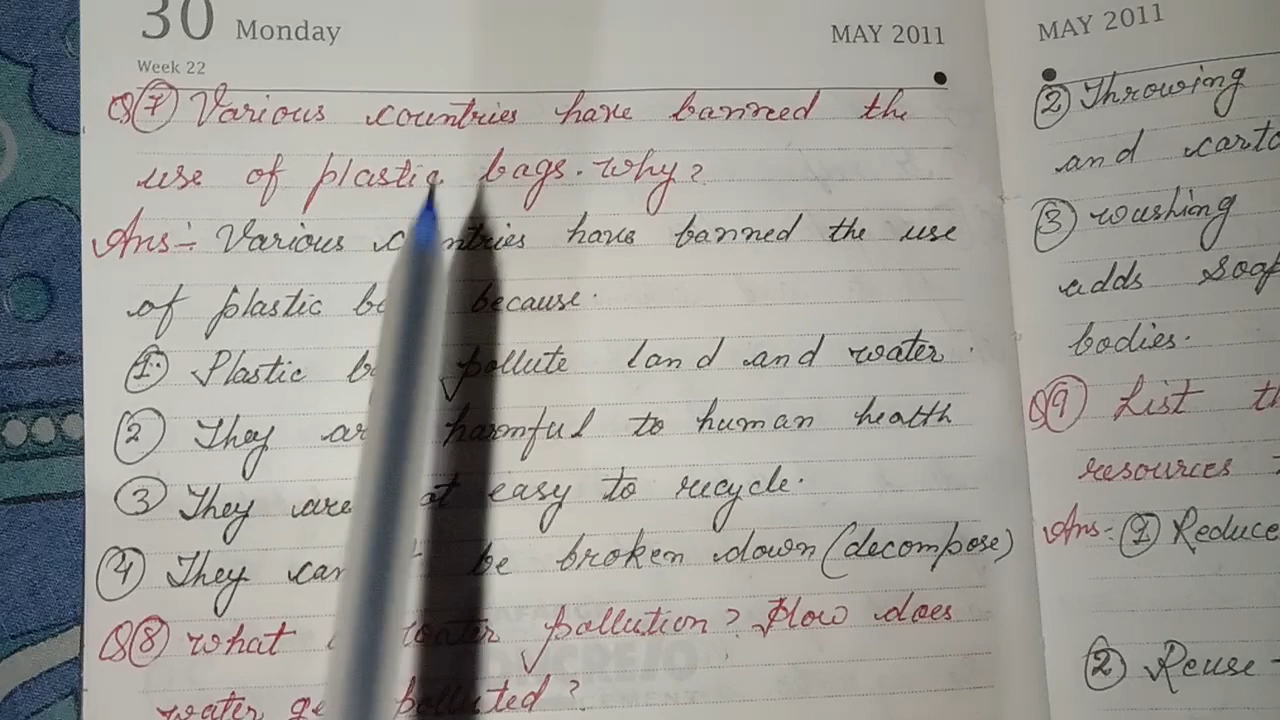 30 Monday MAY 2011
Week 22
Q7 Various countries have banned the
use of plastic bags. why?
Ans:- Various countries have banned the use
of plastic because.
1. Plastic pollute land and water.
2 They harmful to human health
3 They are easy to recycle.
4 They be broken down (decompose)
Q8 what water pollution? How does
water polluted?
MAY 2011
2 Throwing
and
3 washing
adds
bodies.
Q9 List
resources
Ans:- 1 Reduce
2 Reuse -